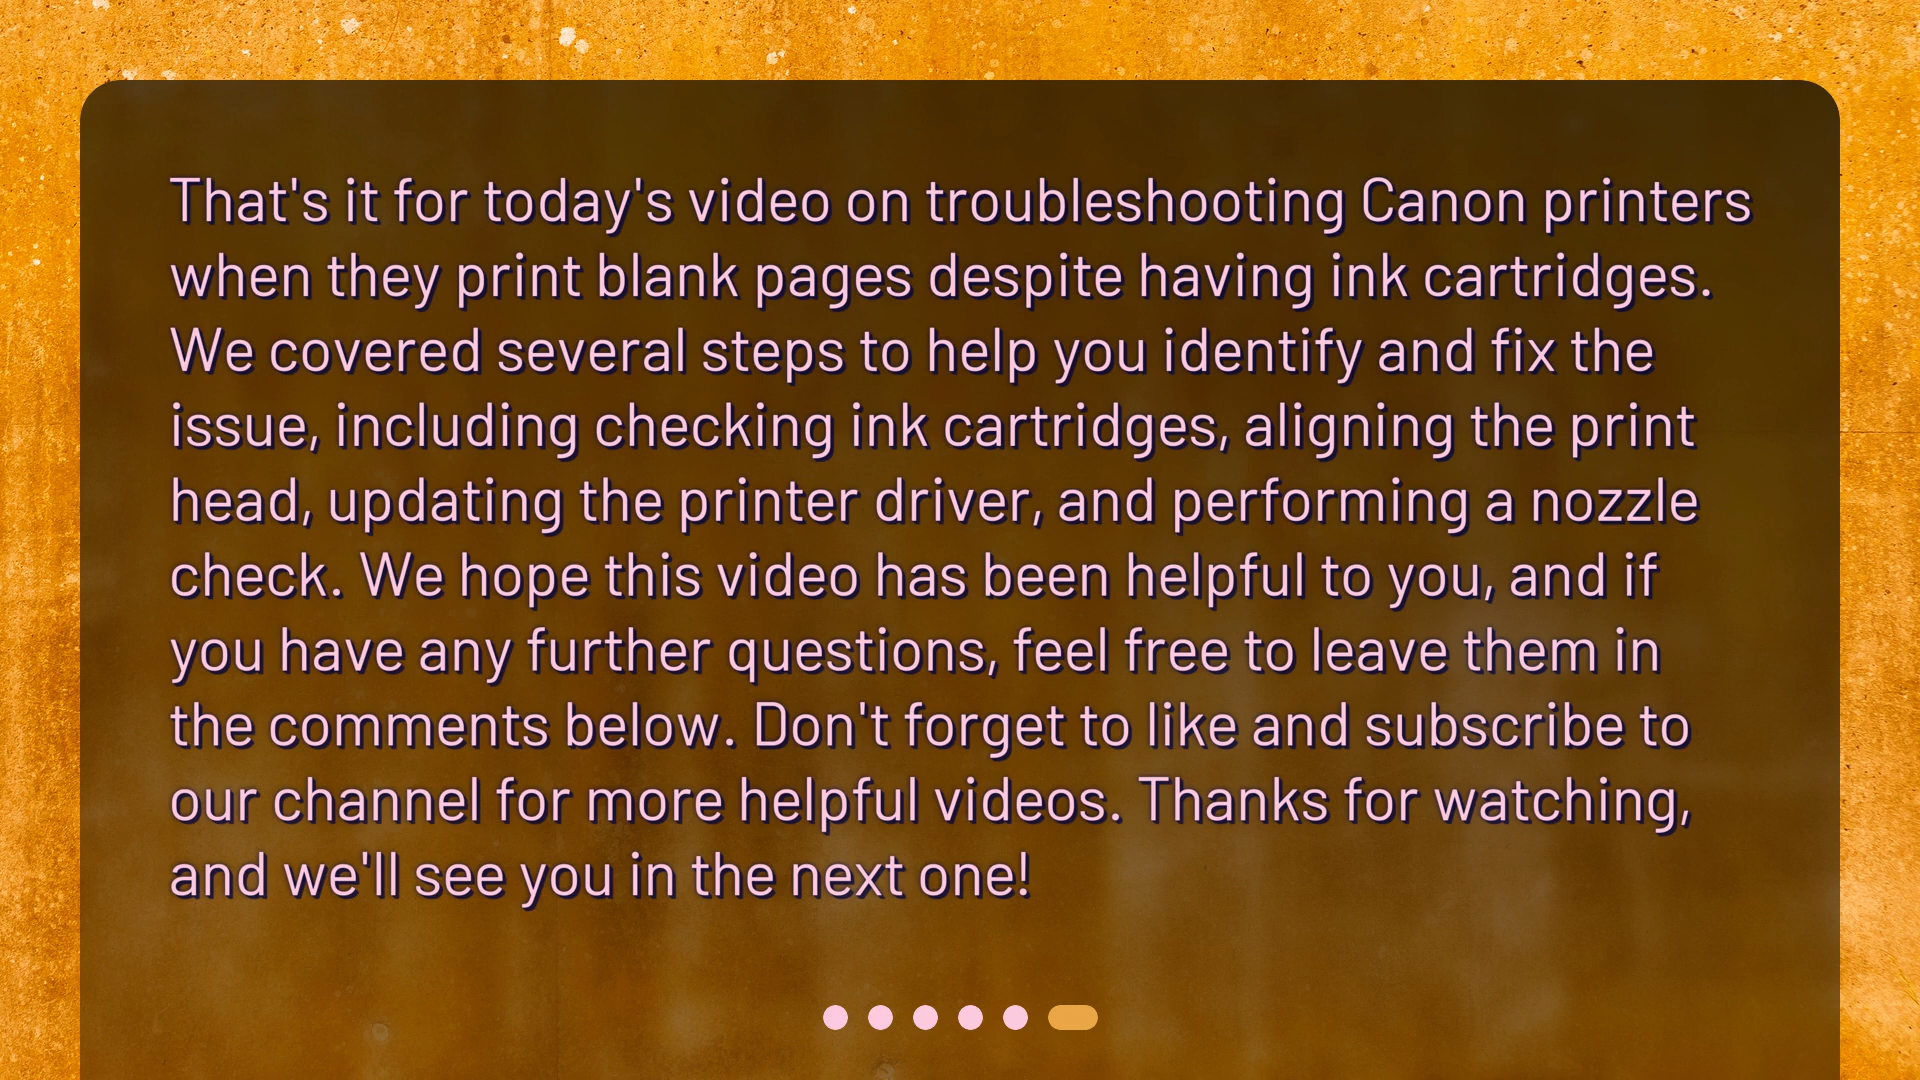 That's it for today's video on troubleshooting Canon printers
when they print blank pages despite having ink cartridges.
We covered several steps to help you identify and fix the
issue, including checking ink cartridges, aligning the print
head, updating the printer driver, and performing a nozzle
check. We hope this video has been helpful to you, and if
you have any further questions, feel free to leave them in
the comments below. Don't forget to like and subscribe to
our channel for more helpful videos. Thanks for watching,
and we'll see you in the next one!